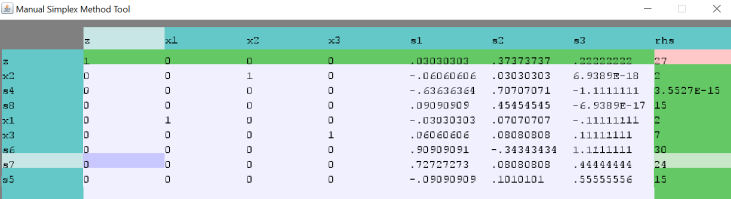 Manual Simplex Method Tool
z x1 x2 x3 s1 s2 s3 rhs
z 1 0 0 0 .03030303 .37373737 .22222222 27
x2 0 0 1 0 -.06060606 .03030303 6.9389E-18 2
s4 0 0 0 0 -.63636364 .70707071 -1.1111111 3.5527E-15
s8 0 0 0 0 .09090909 .45454545 -6.9389E-17 15
x1 0 1 0 0 -.03030303 .07070707 -.11111111 2
x3 0 0 0 1 .06060606 .08080808 .11111111 7
s6 0 0 0 0 .90909091 -.34343434 1.1111111 30
s7 0 0 0 0 .72727273 .08080808 .44444444 24
s5 0 0 0 0 -.09090909 .1010101 .55555556 15